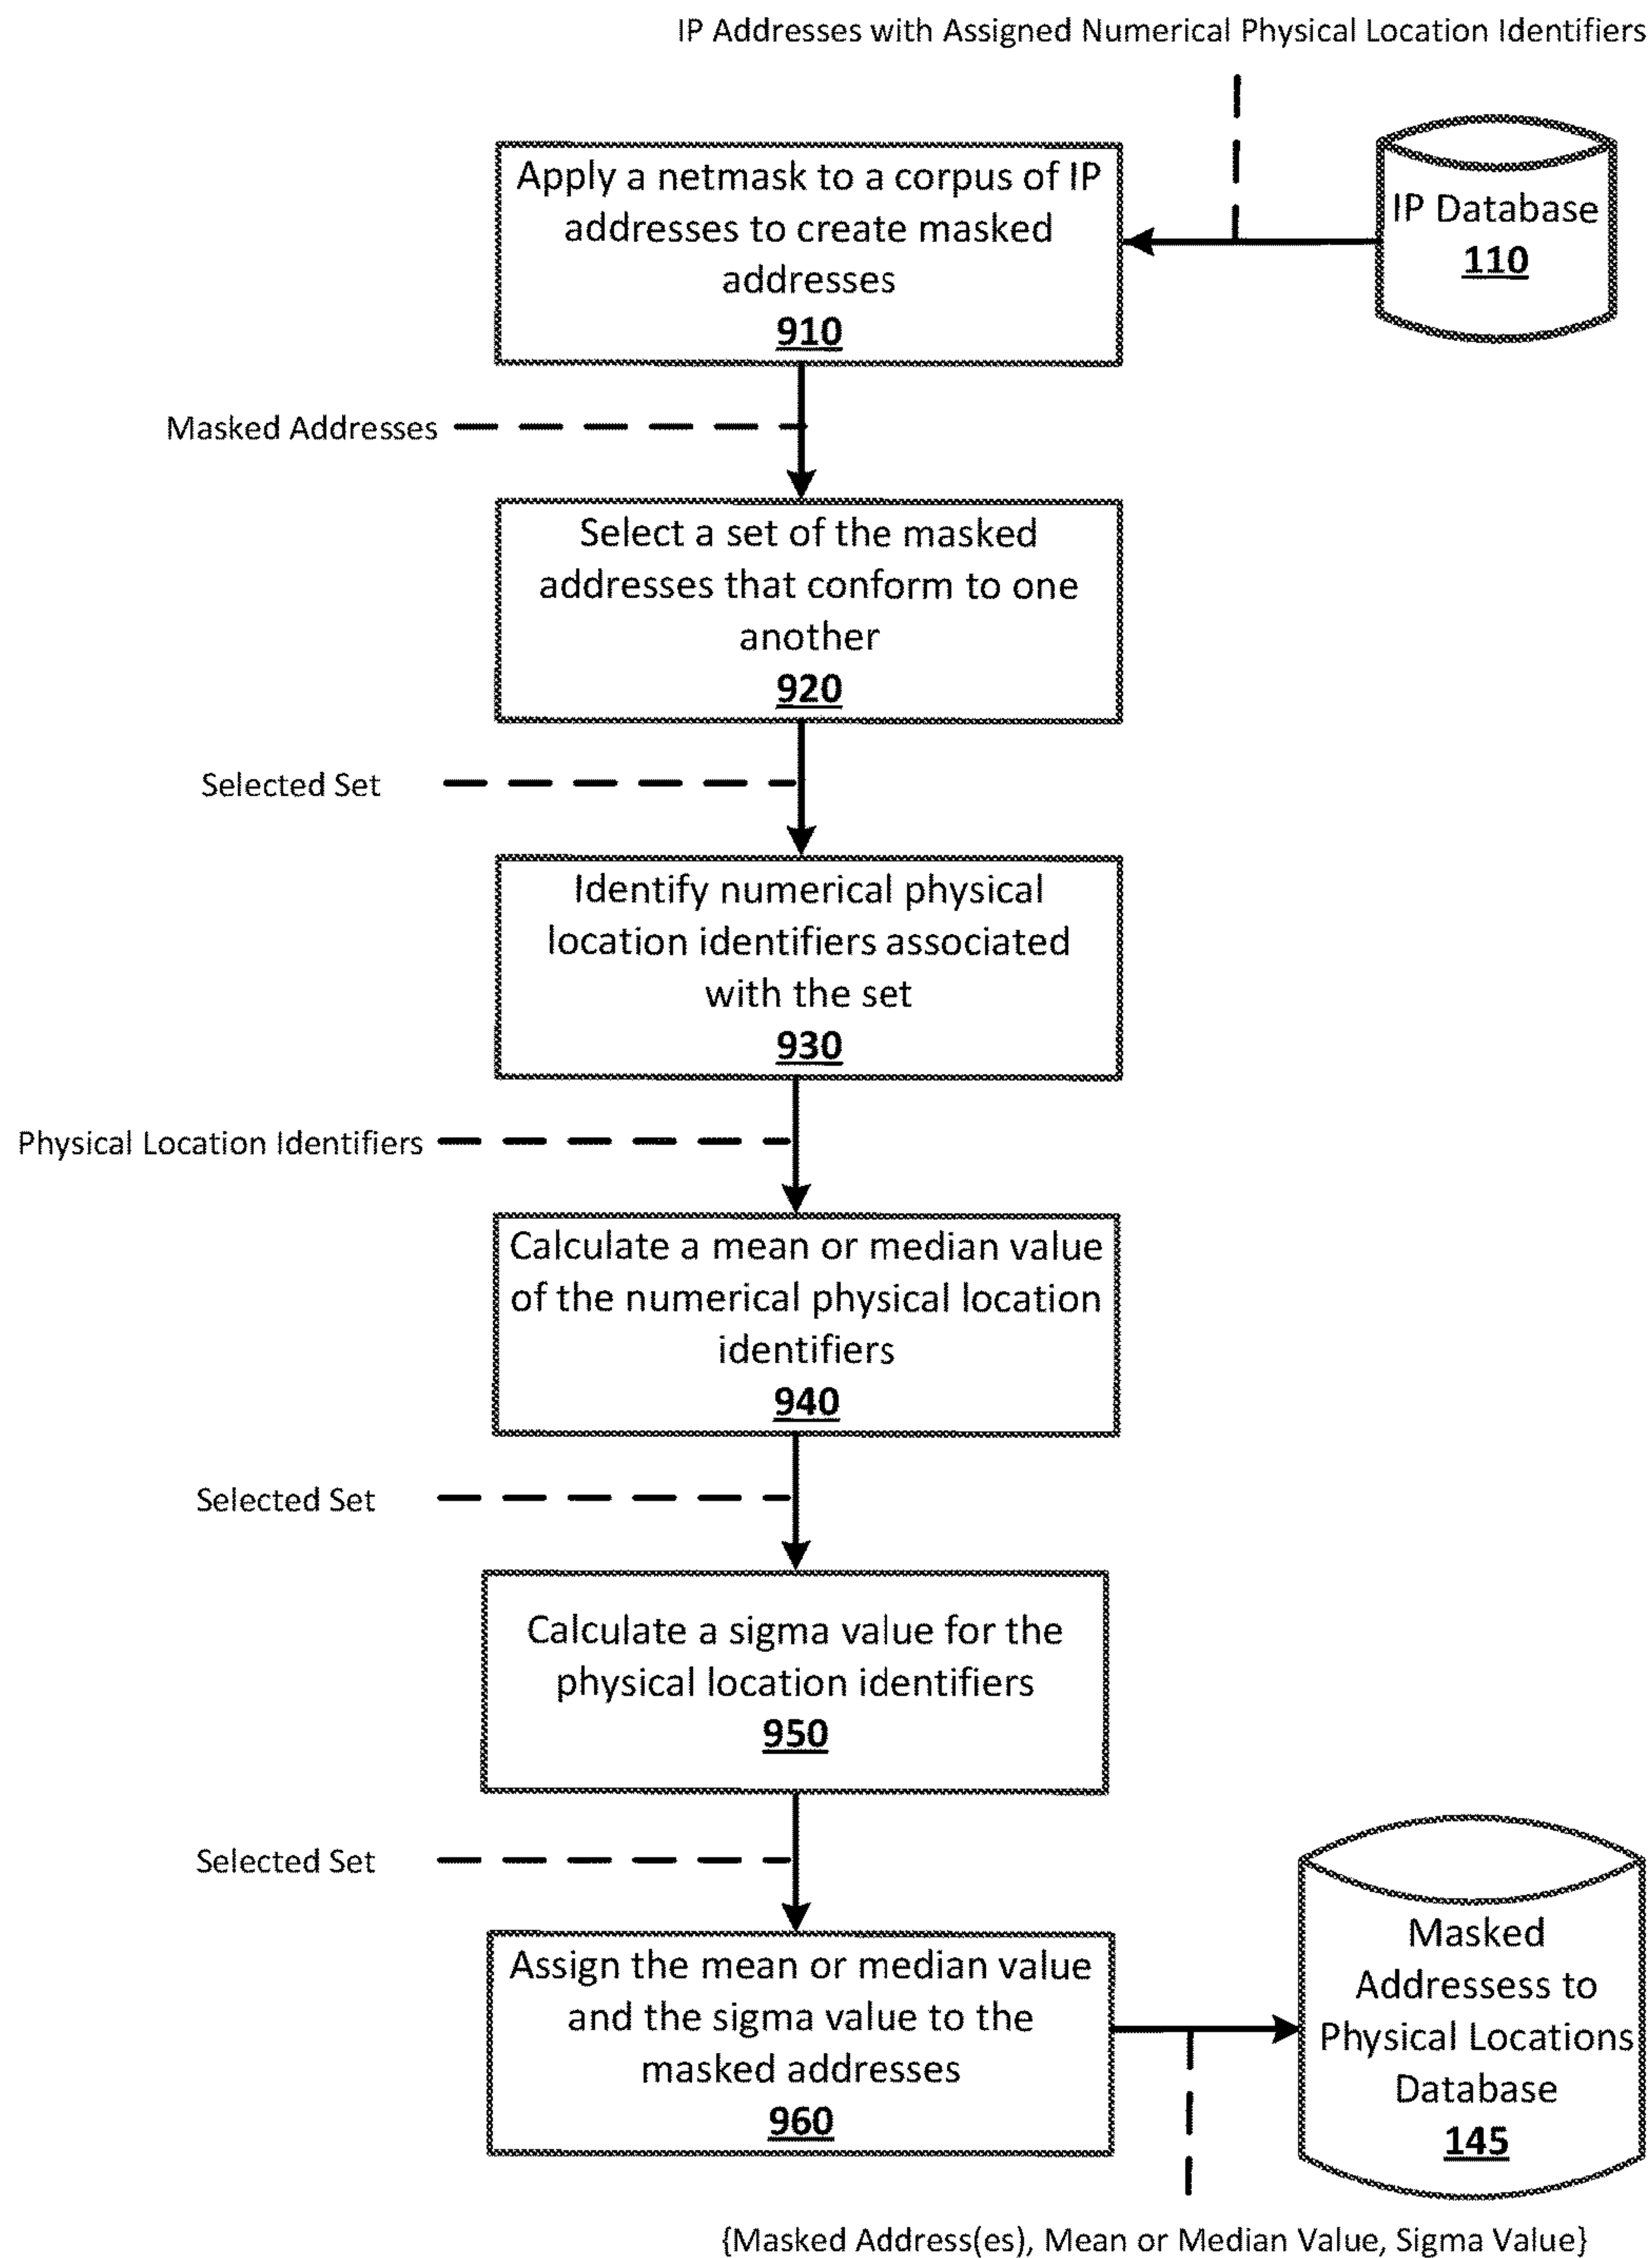 IP Addresses with Assigned Numerical Physical Location Identifiers
Apply a netmask to a corpus of IP
addresses to create masked
addresses
910
IP Database
110
Masked Addresses
Select a set of the masked
addresses that conform to one
another
920
Selected Set
Identify numerical physical
location identifiers associated
with the set
930
Physical Location Identifiers
Calculate a mean or median value
of the numerical physical location
identifiers
940
Selected Set
Calculate a sigma value for the
physical location identifiers
950
Selected Set
Assign the mean or median value
and the sigma value to the
masked addresses
960
Masked
Addressess to
Physical Locations
Database
145
{Masked Address(es), Mean or Median Value, Sigma Value}